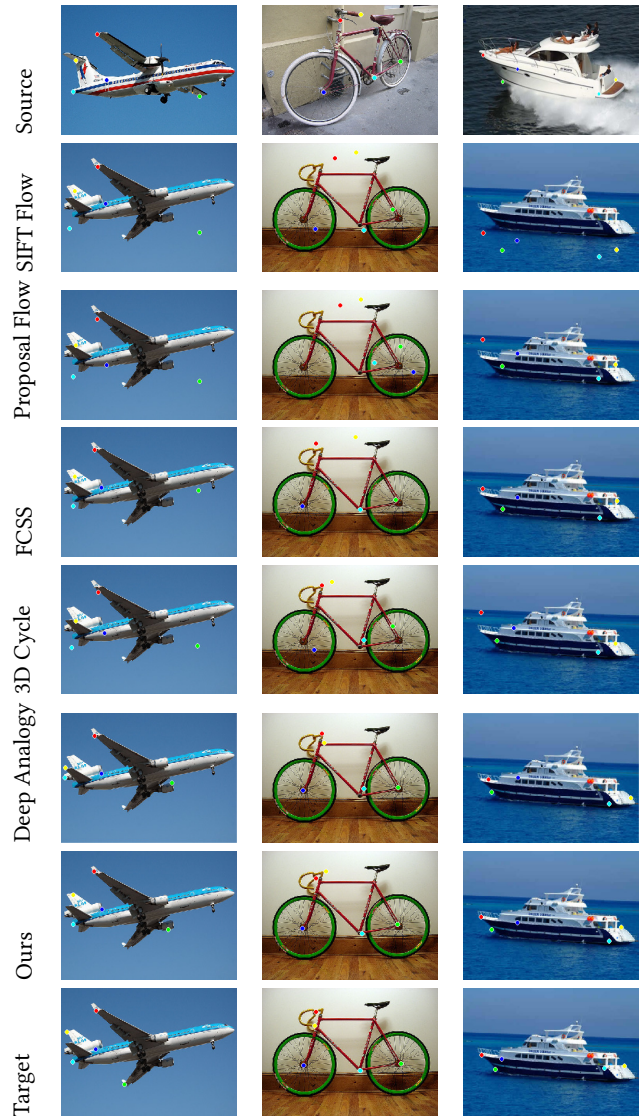 Source
SIFT Flow
Proposal Flow
FCSS
3D Cycle
Deep Analogy
Ours
Target